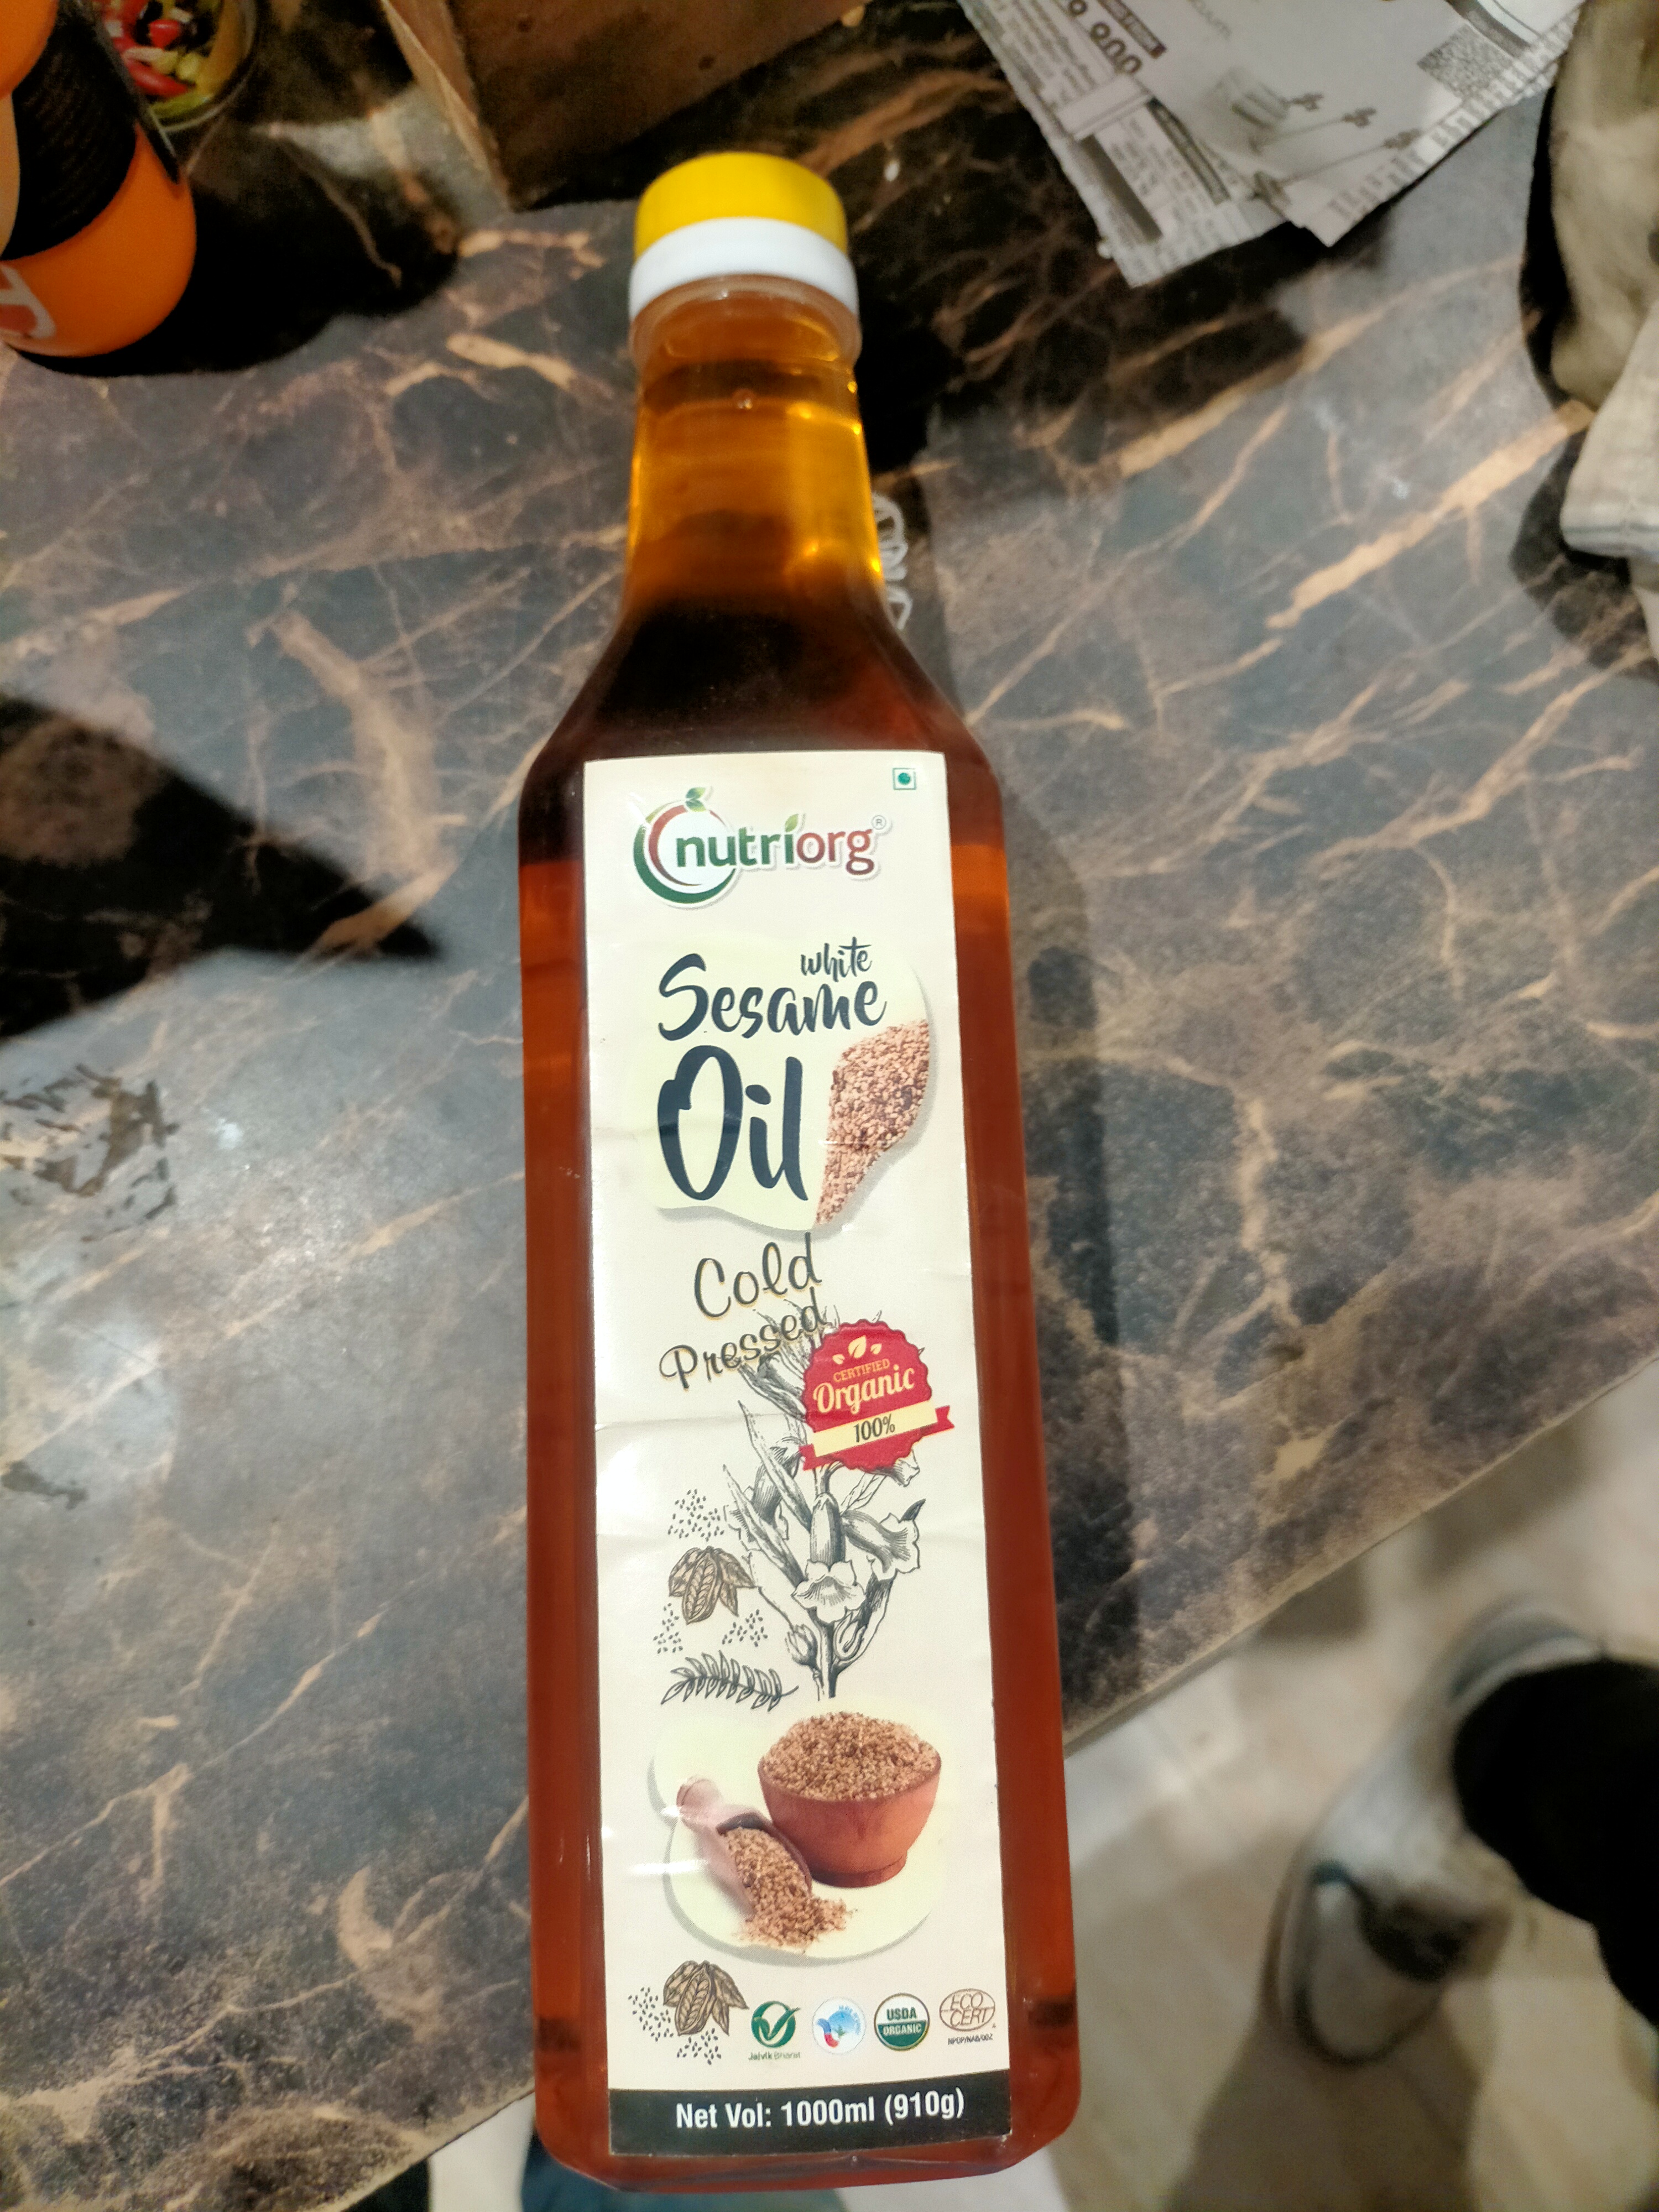 nutriorg®
white
Sesame
Oil
Cold
Pressed
CERTIFIED
Organic
100%
Jaivik Bharat
USDA
ORGANIC
ECO
CERT
Net Vol: 1000ml (910g)